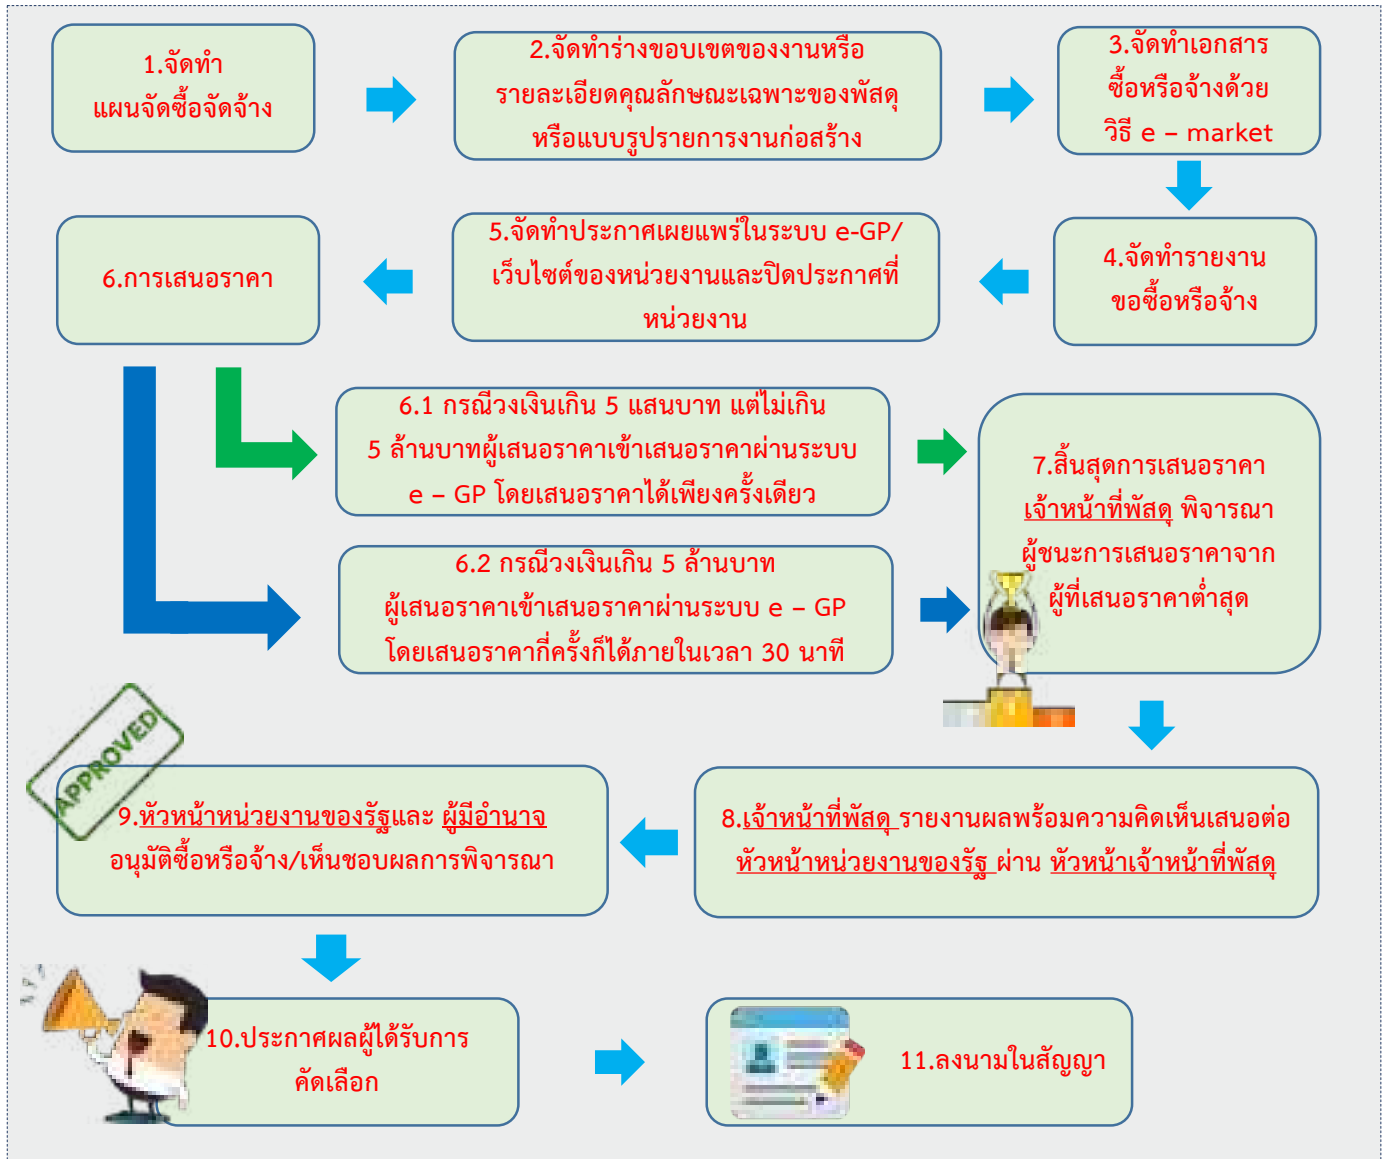 1.จัดทำ
แผนจัดซื้อจัดจ้าง
2.จัดทำร่างขอบเขตของงานหรือ
รายละเอียดคุณลักษณะเฉพาะของพัสดุ
หรือแบบรูปรายการงานก่อสร้าง
3.จัดทำเอกสาร
ซื้อหรือจ้างด้วย
วิธี e – market
4.จัดทำรายงาน
ขอซื้อหรือจ้าง
5.จัดทำประกาศเผยแพร่ในระบบ e-GP/
เว็บไซต์ของหน่วยงานและปิดประกาศที่
หน่วยงาน
6.การเสนอราคา
6.1 กรณีวงเงินเกิน 5 แสนบาท แต่ไม่เกิน
5 ล้านบาทผู้เสนอราคาเข้าเสนอราคาผ่านระบบ
e – GP โดยเสนอราคาได้เพียงครั้งเดียว
6.2 กรณีวงเงินเกิน 5 ล้านบาท
ผู้เสนอราคาเข้าเสนอราคาผ่านระบบ e – GP
โดยเสนอราคากี่ครั้งก็ได้ภายในเวลา 30 นาที
7.สิ้นสุดการเสนอราคา
เจ้าหน้าที่พัสดุ พิจารณา
ผู้ชนะการเสนอราคาจาก
ผู้ที่เสนอราคาต่ำสุด
8.เจ้าหน้าที่พัสดุ รายงานผลพร้อมความคิดเห็นเสนอต่อ
หัวหน้าหน่วยงานของรัฐ ผ่าน หัวหน้าเจ้าหน้าที่พัสดุ
APPROVED
9.หัวหน้าหน่วยงานของรัฐและ ผู้มีอำนาจ
อนุมัติซื้อหรือจ้าง/เห็นชอบผลการพิจารณา
10.ประกาศผลผู้ได้รับการ
คัดเลือก
11.ลงนามในสัญญา